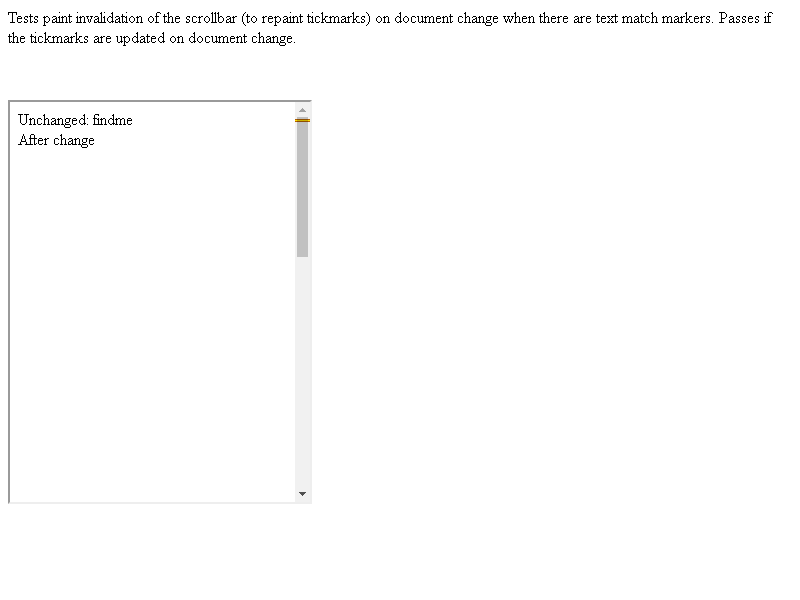 Tests paint invalidation of the scrollbar (to repaint tickmarks) on document change when there are text match markers. Passes if
the tickmarks are updated on document change.
Unchanged: findme
After change